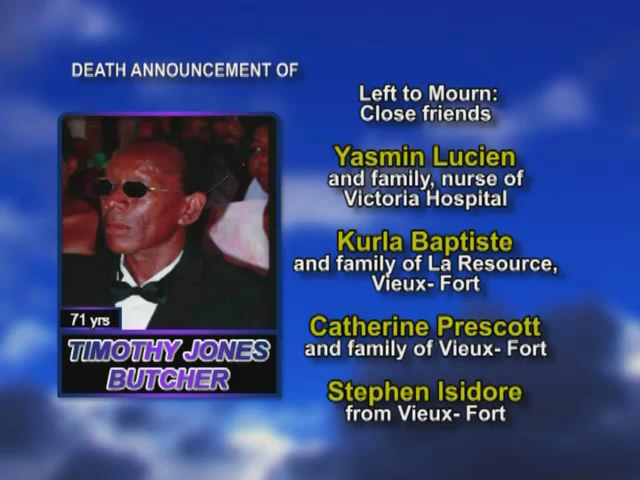 DEATH ANNOUNCEMENT OF
71 yrs
TIMOTHY JONES
BUTCHER
Left to Mourn:
Close friends
Yasmin Lucien
and family, nurse of
Victoria Hospital
Kurla Baptiste
and family of La Resource,
Vieux- Fort
Catherine Prescott
and family of Vieux- Fort
Stephen Isidore
from Vieux- Fort